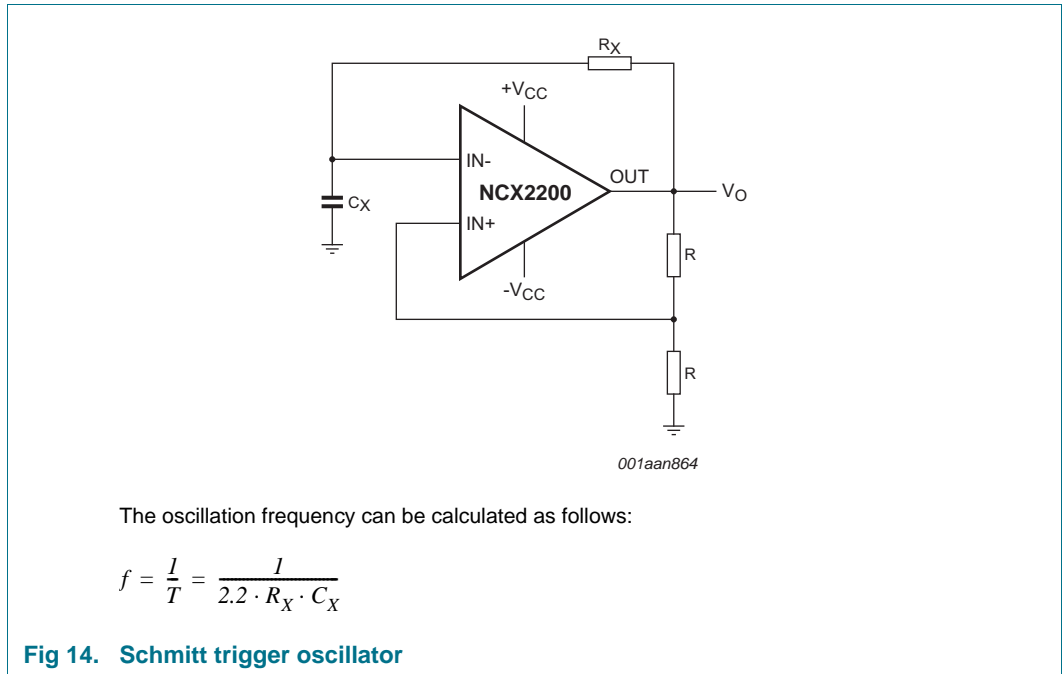 RX
+VCC
IN-
OUT
NCX2200
VO
CX
IN+
R
-VCC
R
001aan864
The oscillation frequency can be calculated as follows:
f = 1/T = 1/(2.2 · RX · CX)
Fig 14. Schmitt trigger oscillator